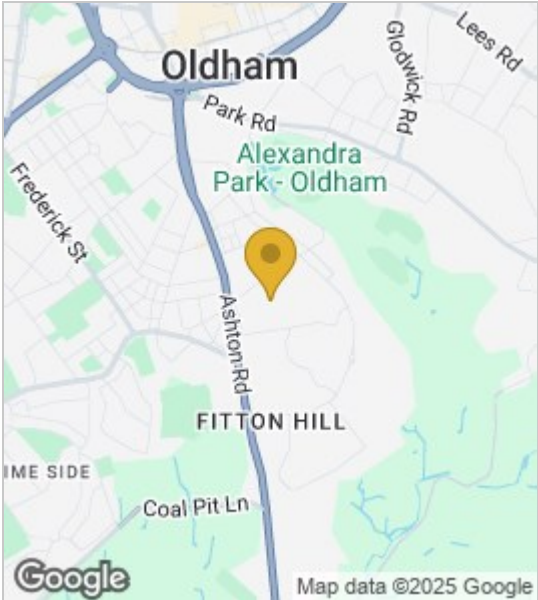 Oldham
Lees Rd
Glodwick Rd
Park Rd
Alexandra
Park - Oldham
Frederick St
Ashton Rd
FITTON HILL
IME SIDE
Coal Pit Ln
Google
Map data ©2025 Google